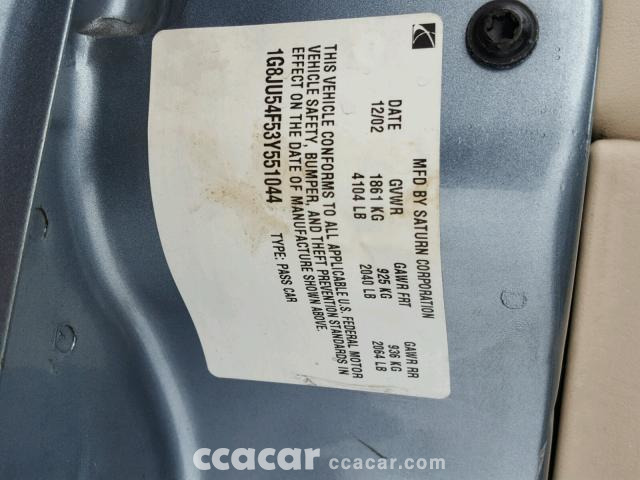 MFD BY SATURN CORPORATION
DATE GVWR GAWR FRT GAWR RR
12/02 1861 KG 925 KG 936 KG
4104 LB 2040 LB 2064 LB
THIS VEHICLE CONFORMS TO ALL APPLICABLE U.S. FEDERAL MOTOR
VEHICLE SAFETY, BUMPER, AND THEFT PREVENTION STANDARDS IN
EFFECT ON THE DATE OF MANUFACTURE SHOWN ABOVE.
1G8JU54F53Y551044 TYPE: PASS CAR
ccacar ccacar.com